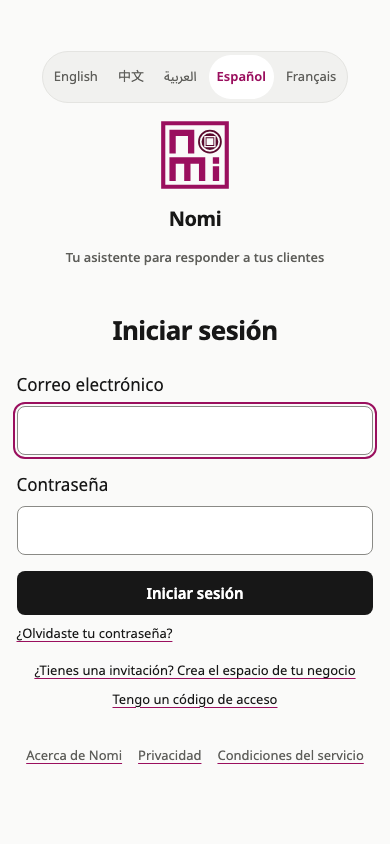 English 中文 العربية Español Français
nomi
Nomi
Tu asistente para responder a tus clientes
Iniciar sesión
Correo electrónico
Contraseña
Iniciar sesión
¿Olvidaste tu contraseña?
¿Tienes una invitación? Crea el espacio de tu negocio
Tengo un código de acceso
Acerca de Nomi Privacidad Condiciones del servicio